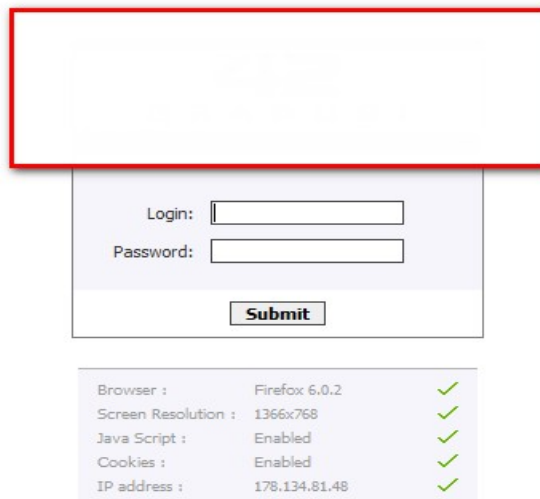 Login:
Password:
Submit
Browser : Firefox 6.0.2
Screen Resolution : 1366x768
Java Script : Enabled
Cookies : Enabled
IP address : 178.134.81.48